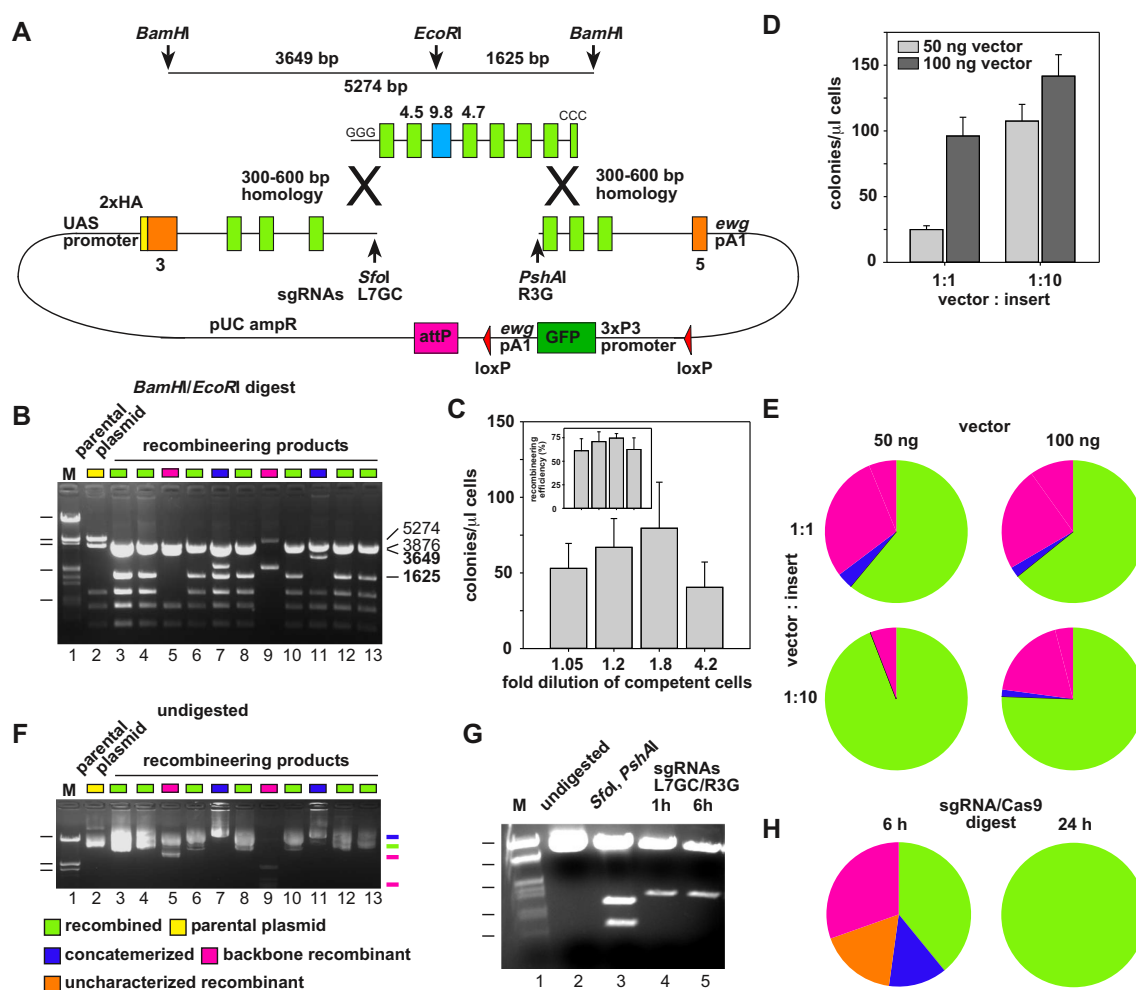 A
BamHI
EcoRI
BamHI
3649 bp
1625 bp
5274 bp
4.5 9.8 4.7
GGG
CCC
300-600 bp
homology
300-600 bp
homology
2xHA
UAS
promoter
ewg
pA1
3
5
SfoI
L7GC
sgRNAs
PshAI
R3G
pUC ampR
attP
loxP
ewg
pA1
GFP
3xP3
promoter
loxP
D
50 ng vector
100 ng vector
colonies/µl cells
150
100
50
0
1:1
1:10
vector : insert
BamHI/EcoRI digest
B
parental
plasmid
recombineering products
M
5274
3876
3649
1625
1 2 3 4 5 6 7 8 9 10 11 12 13
C
colonies/µl cells
150
100
50
0
recombineering
efficiency (%)
75
50
25
0
1.05 1.2 1.8 4.2
fold dilution of competent cells
E
vector
50 ng
100 ng
vector : insert
1:1
1:10
undigested
F
parental
plasmid
recombineering products
M
1 2 3 4 5 6 7 8 9 10 11 12 13
recombined
parental plasmid
concatemerized
backbone recombinant
uncharacterized recombinant
G
M
undigested
SfoI, PshAI
sgRNAs
L7GC/R3G
1h 6h
1 2 3 4 5
H
sgRNA/Cas9
digest
6 h
24 h